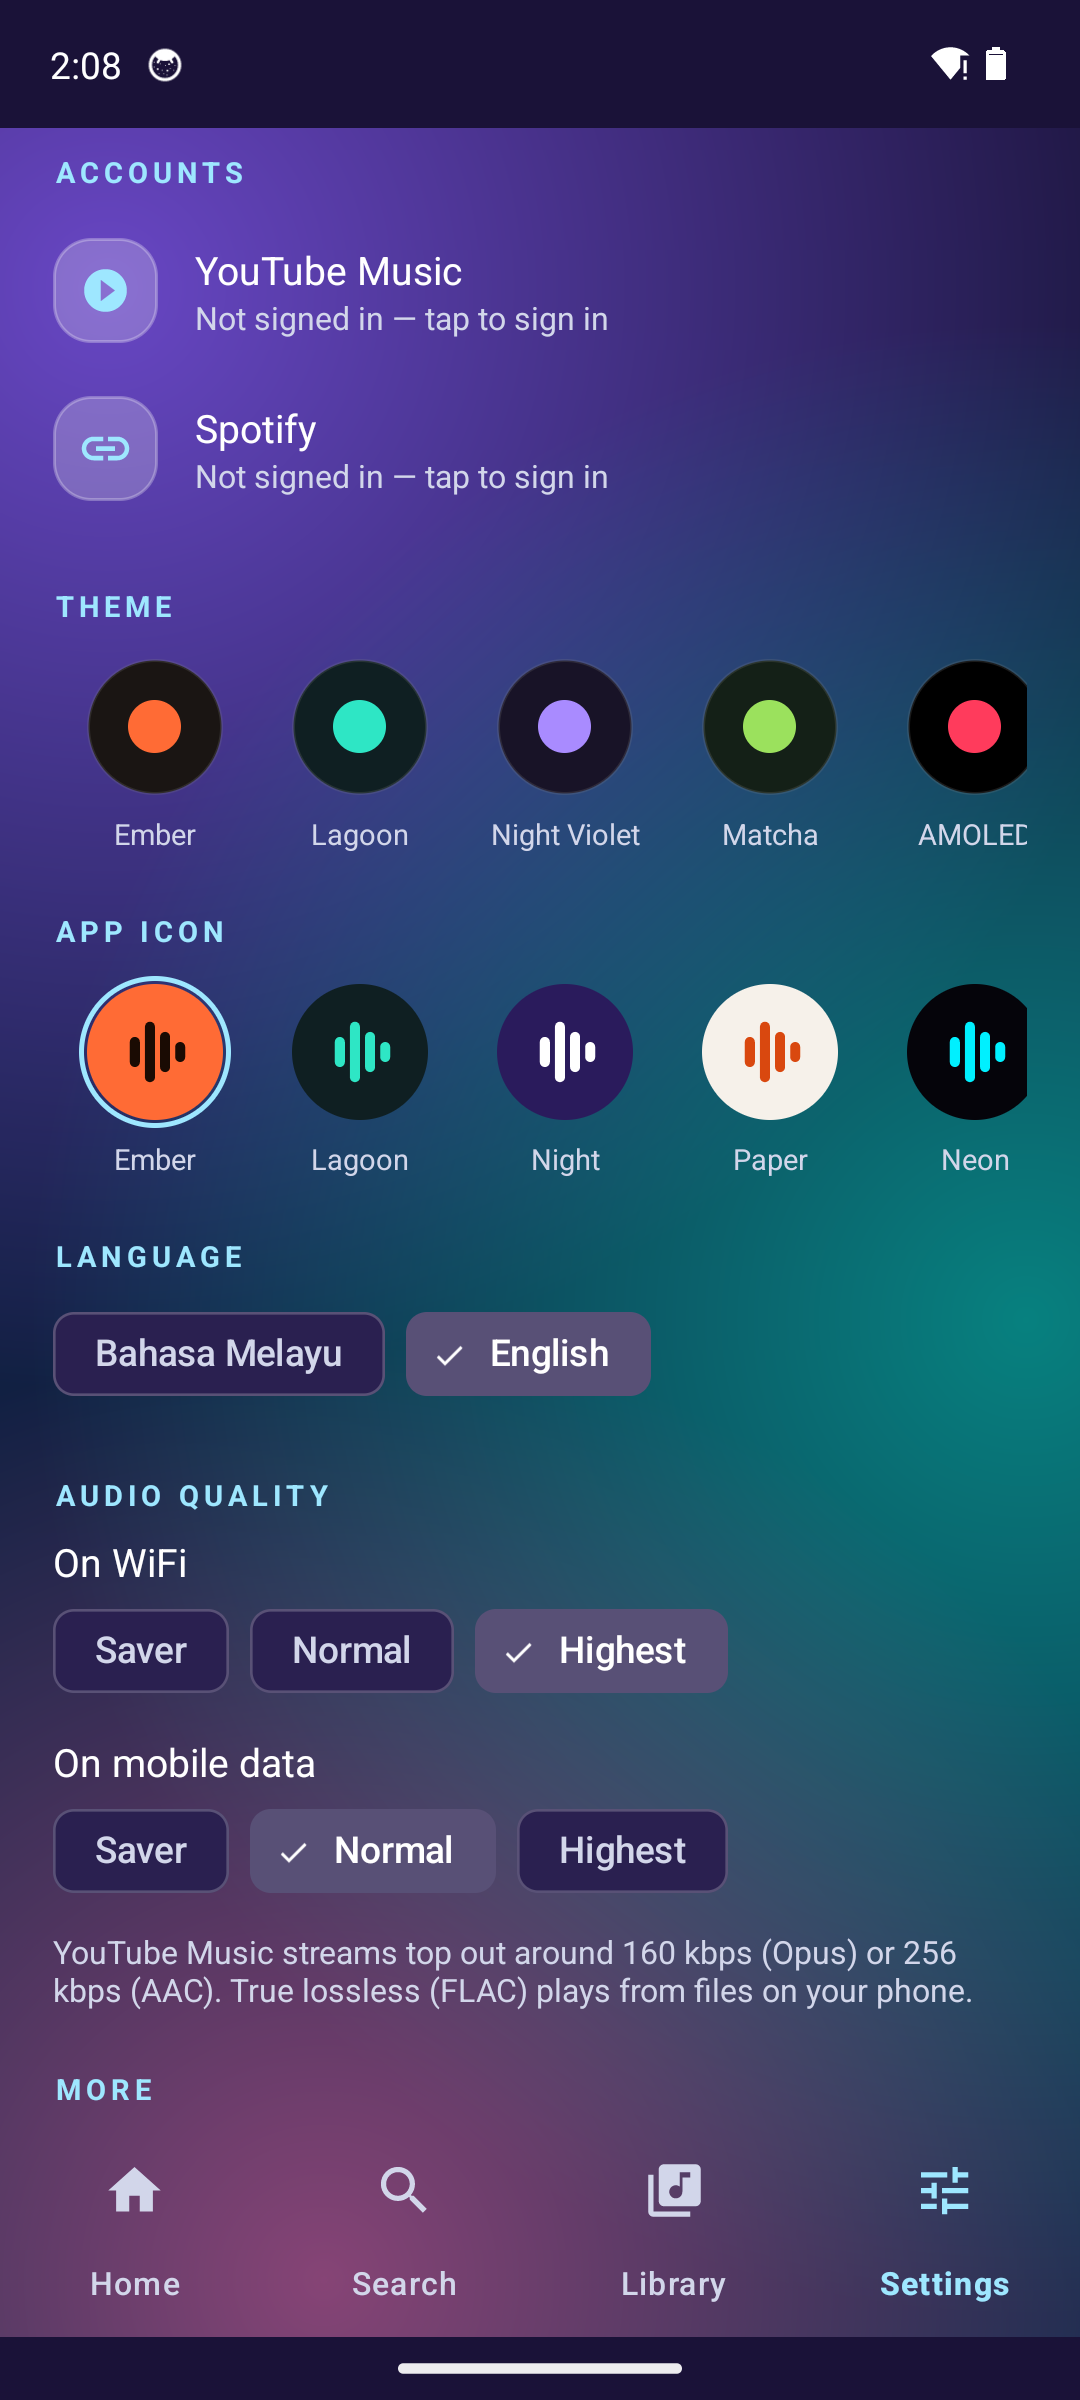 2:08
ACCOUNTS
YouTube Music
Not signed in — tap to sign in
Spotify
Not signed in — tap to sign in
THEME
Ember
Lagoon
Night Violet
Matcha
AMOLED
APP ICON
Ember
Lagoon
Night
Paper
Neon
LANGUAGE
Bahasa Melayu
English
AUDIO QUALITY
On WiFi
Saver
Normal
Highest
On mobile data
Saver
Normal
Highest
YouTube Music streams top out around 160 kbps (Opus) or 256
kbps (AAC). True lossless (FLAC) plays from files on your phone.
MORE
Home
Search
Library
Settings